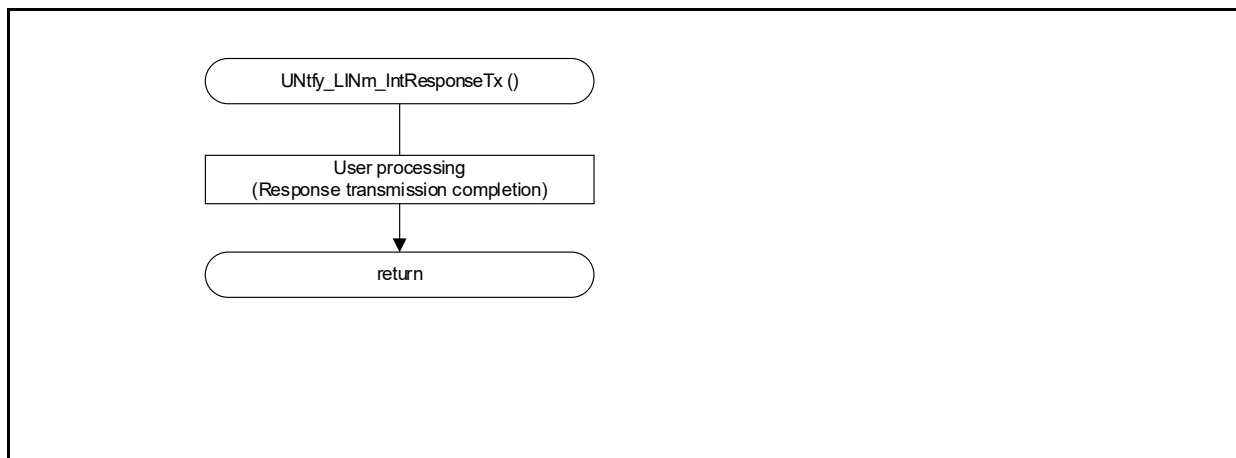 UNtfy_LINm_IntResponseTx ()
User processing
(Response transmission completion)
return